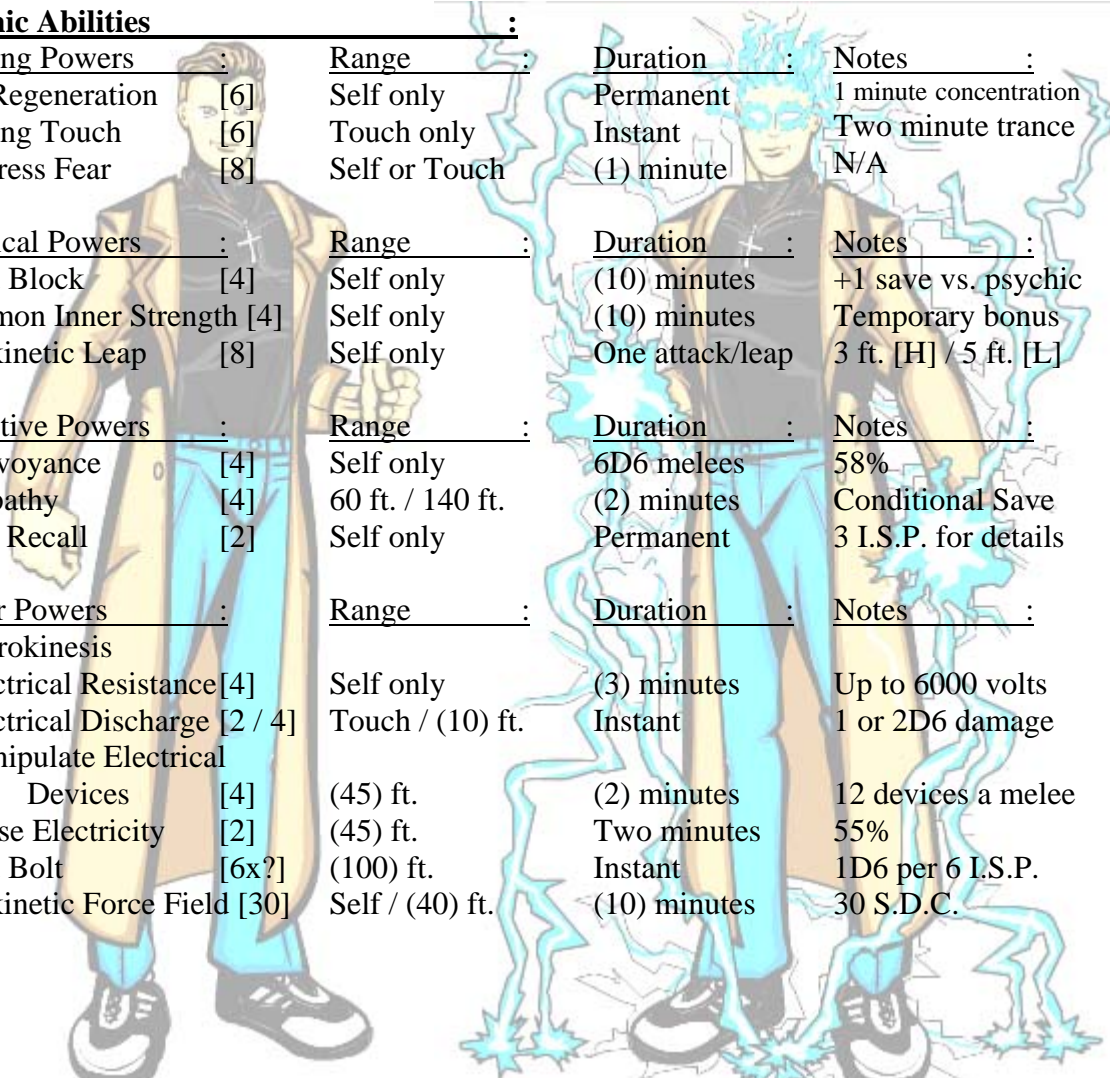 nic Abilities :
ng Powers : Range : Duration : Notes :
Regeneration [6] Self only Permanent 1 minute concentration
ng Touch [6] Touch only Instant Two minute trance
ress Fear [8] Self or Touch (1) minute N/A
ical Powers : Range : Duration : Notes :
Block [4] Self only (10) minutes +1 save vs. psychic
mon Inner Strength [4] Self only (10) minutes Temporary bonus
kinetic Leap [8] Self only One attack/leap 3 ft. [H] / 5 ft. [L]
tive Powers : Range : Duration : Notes :
voyance [4] Self only 6D6 melees 58%
pathy [4] 60 ft. / 140 ft. (2) minutes Conditional Save
Recall [2] Self only Permanent 3 I.S.P. for details
r Powers : Range : Duration : Notes :
rokinesis
ctrical Resistance[4] Self only (3) minutes Up to 6000 volts
ctrical Discharge [2 / 4] Touch / (10) ft. Instant 1 or 2D6 damage
nipulate Electrical
Devices [4] (45) ft. (2) minutes 12 devices a melee
se Electricity [2] (45) ft. Two minutes 55%
Bolt [6x?] (100) ft. Instant 1D6 per 6 I.S.P.
kinetic Force Field [30] Self / (40) ft. (10) minutes 30 S.D.C.